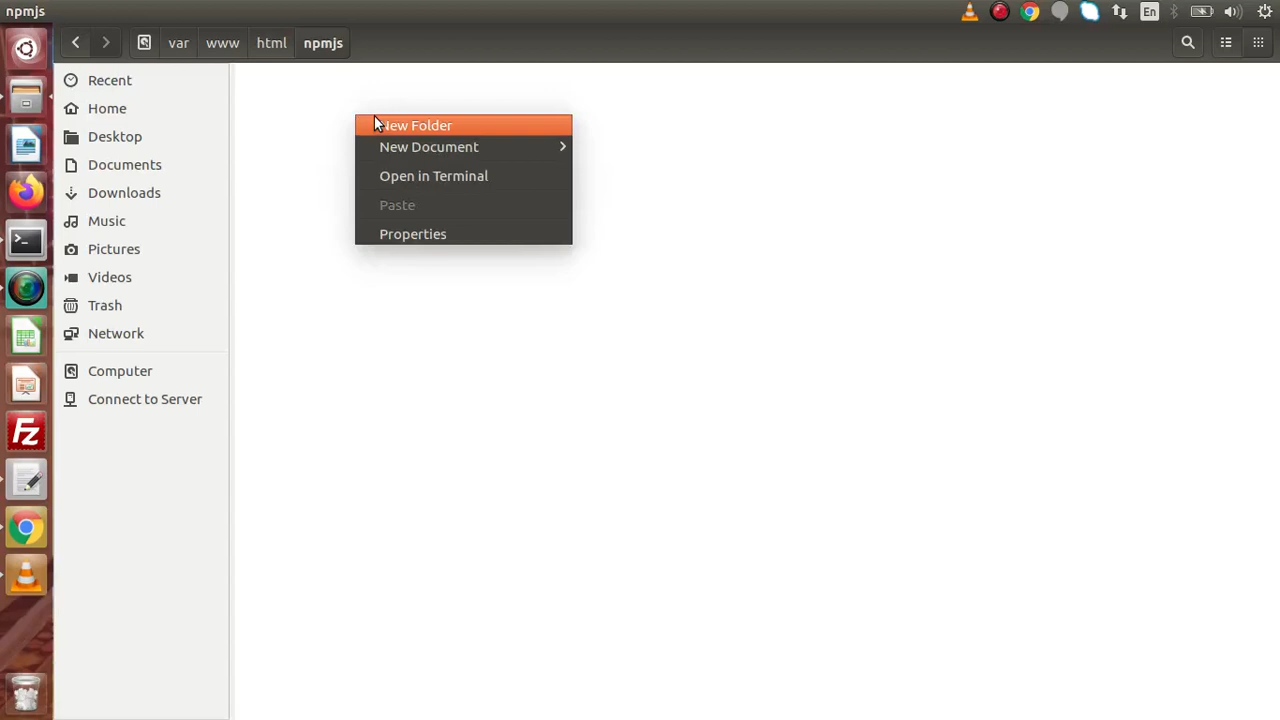 npmjs
En
var www html npmjs
Recent
Home
Desktop
Documents
Downloads
Music
Pictures
Videos
Trash
Network
Computer
Connect to Server
New Folder
New Document
Open in Terminal
Paste
Properties
Fz